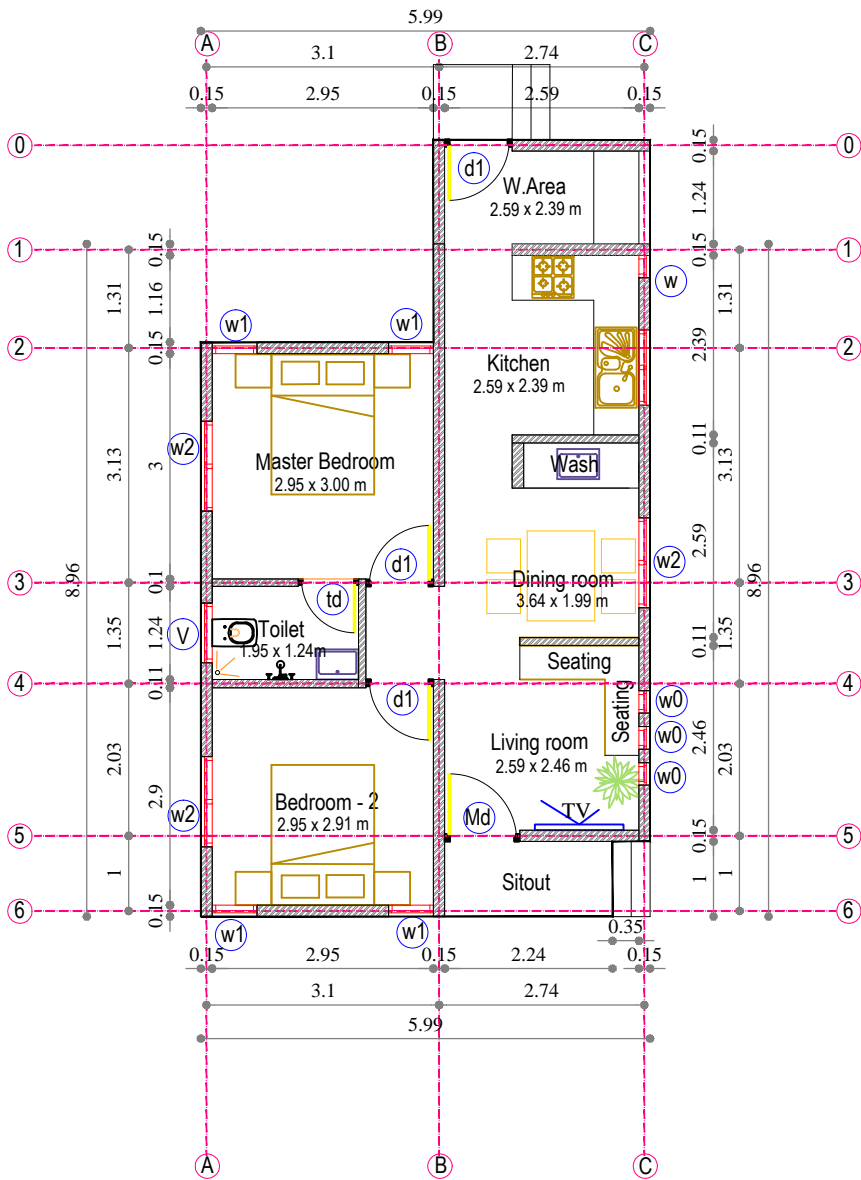 5.99
A
B
C
3.1
2.74
0.15
2.95
0.15
2.59
0.15
0
0
d1
W.Area
2.59 x 2.39 m
0.15
1.24
1
0.15
0.15
1
1.31
1.16
w
1.31
w1
w1
2
0.15
2.39
2
Kitchen
2.59 x 2.39 m
w2
Master Bedroom
2.95 x 3.00 m
3.13
3
Wash
0.11
3.13
8.96
d1
2.59
w2
8.96
3
0.1
td
Dining room
3.64 x 1.99 m
3
1.35
1.24
V
Toilet
1.95 x 1.24m
0.11
1.35
Seating
4
0.11
d1
Seating
w0
4
w0
2.46
Living room
2.59 x 2.46 m
w0
2.03
2.9
w2
Bedroom - 2
2.95 x 2.91 m
Md
TV
2.03
5
0.15
5
1
Sitout
1
1
6
0.15
6
w1
w1
0.35
0.15
2.95
0.15
2.24
0.15
3.1
2.74
5.99
A
B
C